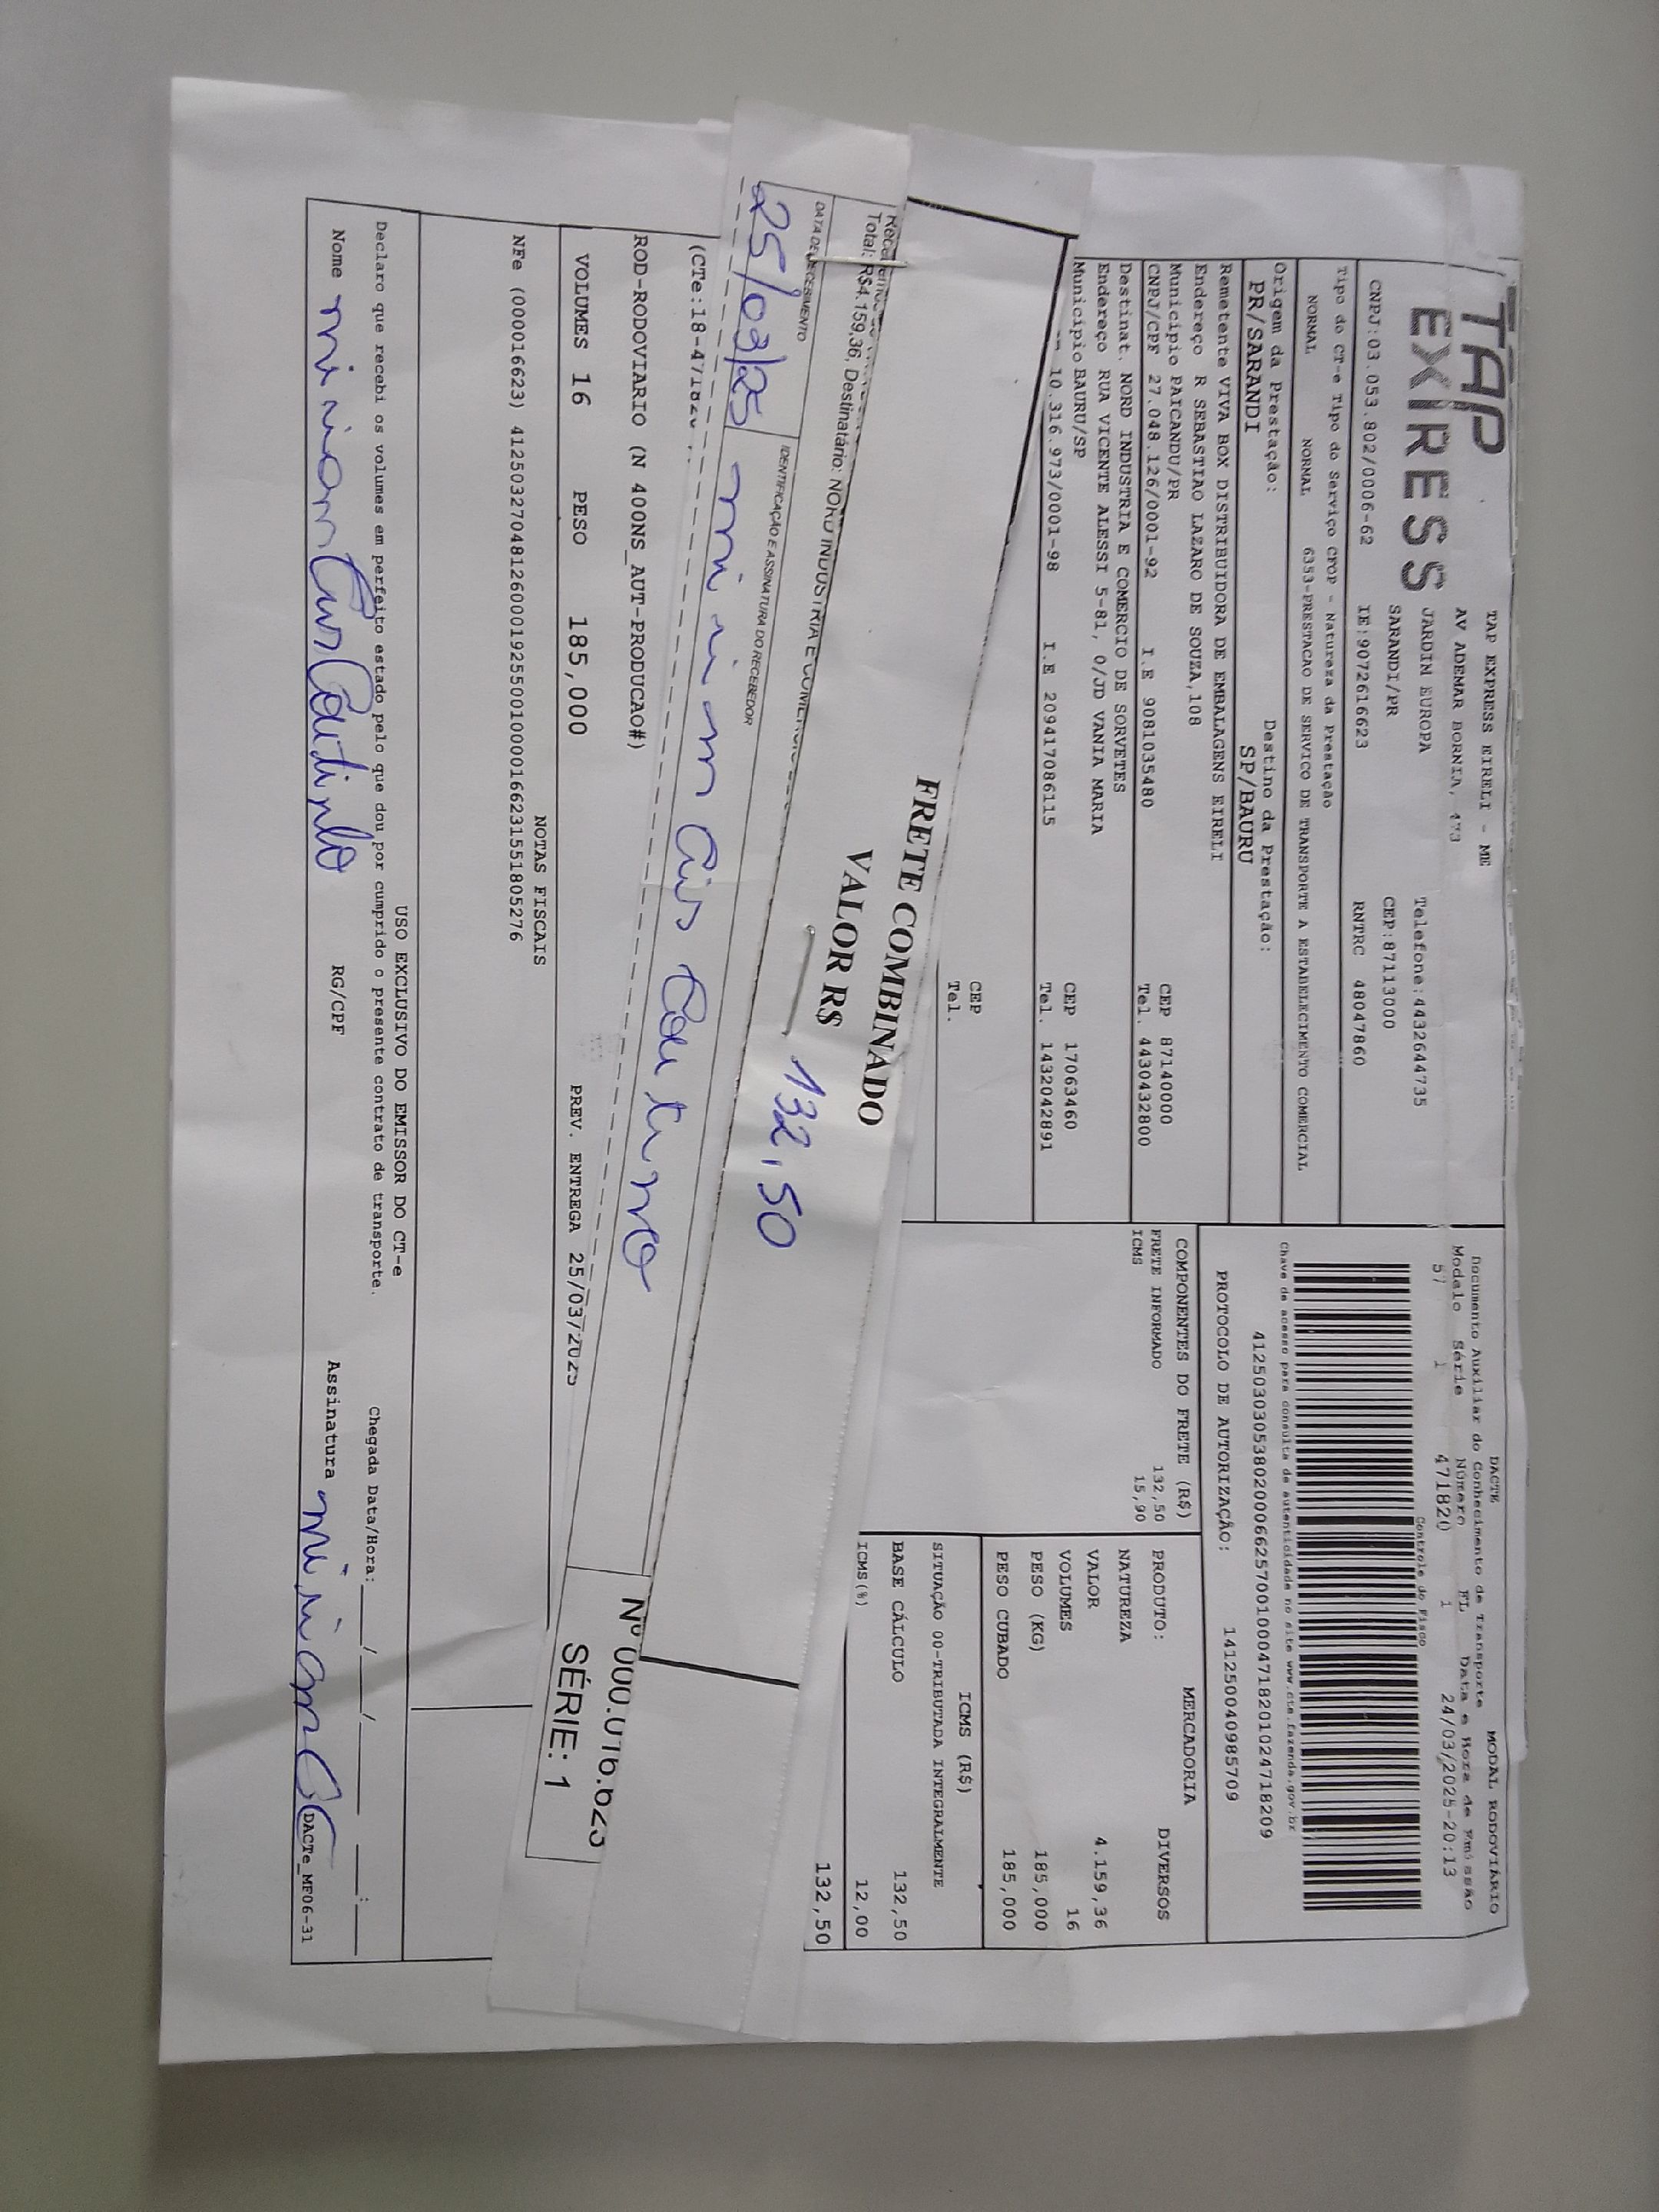 TAP
EXPRESS
TAP EXPRESS EIRELI - ME
AV ADEMAR BORNIA, 473
JARDIM EUROPA
SARANDI/PR
Telefone:4432644735
CEP:87113000
CNPJ:03.053.802/0006-62 IE:9072616623 RNTRC 48047860
DACTE MODAL RODOVIÁRIO
Documento Auxiliar do Conhecimento de Transporte
Modelo Série Número FL Data e Hora de Emissão
57 1 471820 1 24/03/2025-20:13
Controle do Fisco
Chave de acesso para consulta de autenticidade no site www.cte.fazenda.gov.br
41250303053802000662570010004718201024718209
PROTOCOLO DE AUTORIZAÇÃO: 141250040985709
Tipo do CT-e Tipo do Serviço CFOP - Natureza da Prestação
NORMAL NORMAL 6353-PRESTACAO DE SERVICO DE TRANSPORTE A ESTABELECIMENTO COMERCIAL
Origem da Prestação: Destino da Prestação:
PR/SARANDI SP/BAURU
Remetente VIVA BOX DISTRIBUIDORA DE EMBALAGENS EIRELI
Endereço R SEBASTIAO LAZARO DE SOUZA,108
Município PAICANDU/PR CEP 87140000
CNPJ/CPF 27.048.126/0001-92 I.E 9081035480 Tel. 4430432800
Destinat. NORD INDUSTRIA E COMERCIO DE SORVETES
Endereço RUA VICENTE ALESSI 5-81, 0/JD VANIA MARIA
Município BAURU/SP CEP 17063460
10.316.973/0001-98 I.E 209417086115 Tel. 1432042891
CEP
Tel.
COMPONENTES DO FRETE (R$)
FRETE INFORMADO 132,50
ICMS 15,90
MERCADORIA
PRODUTO: DIVERSOS
NATUREZA
VALOR 4.159,36
VOLUMES 16
PESO (KG) 185,000
PESO CUBADO 185,000
ICMS (R$)
SITUAÇÃO 00-TRIBUTADA INTEGRALMENTE
BASE CÁLCULO 132,50
ICMS(%) 12,00
132,50
FRETE COMBINADO
VALOR R$ 132,50
Total: R$4.159,36, Destinatário: NORD INDUSTRIA E
DATA DE RECEBIMENTO IDENTIFICAÇÃO E ASSINATURA DO RECEBEDOR
25/03/25
Nº 000.016.623
SÉRIE: 1
ROD-RODOVIARIO (N 400NS_AUT-PRODUCAO#)
VOLUMES 16 PESO 185,000 PREV. ENTREGA 25/03/2025
NOTAS FISCAIS
NFe (000016623) 41250327048126000192550010000166231551805276
USO EXCLUSIVO DO EMISSOR DO CT-e
Declaro que recebi os volumes em perfeito estado pelo que dou por cumprido o presente contrato de transporte. Chegada Data/Hora:___/___/_____ ___:___
Nome RG/CPF Assinatura
DACTe_MF06-31